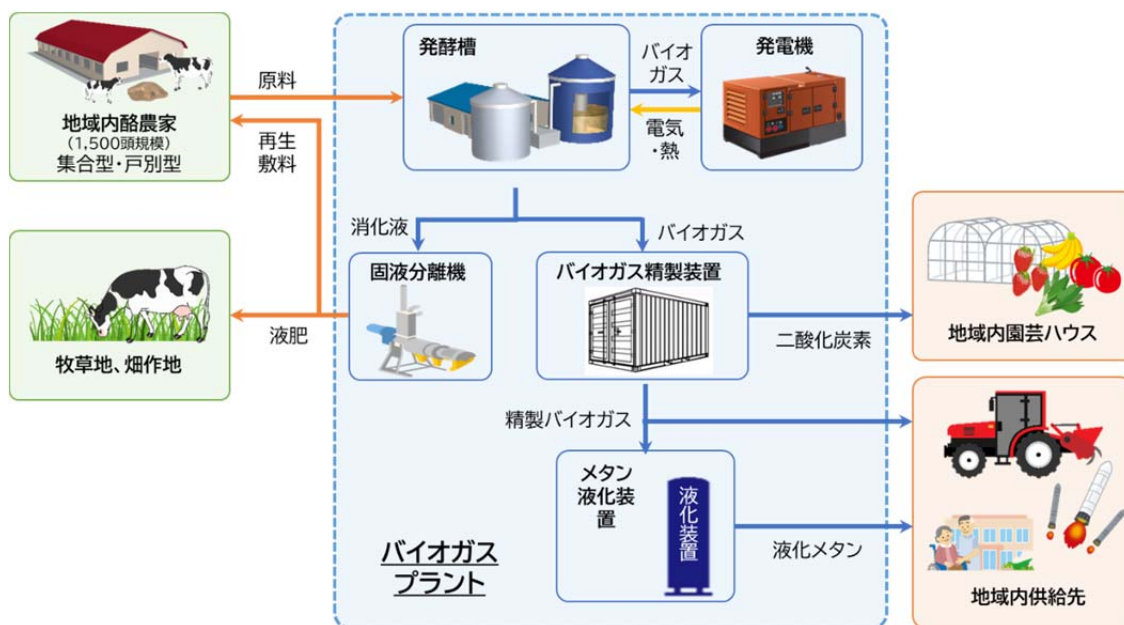 地域内酪農家
(1,500頭規模)
集合型・戸別型
原料
再生
敷料
発酵槽
バイオ
ガス
電気
・熱
発電機
消化液
バイオガス
固液分離機
バイオガス精製装置
液肥
牧草地、畑作地
二酸化炭素
地域内園芸ハウス
精製バイオガス
メタン
液化装
置
液化装置
液化メタン
地域内供給先
バイオガス
プラント